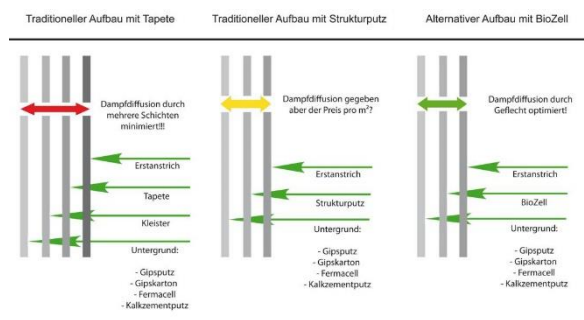 Traditioneller Aufbau mit Tapete
Dampfdiffusion durch
mehrere Schichten
minimiert!!!
Erstanstrich
Tapete
Kleister
Untergrund:
- Gipsputz
- Gipskarton
- Fermacell
- Kalkzementputz
Traditioneller Aufbau mit Strukturputz
Dampfdiffusion gegeben
aber der Preis pro m²?
Erstanstrich
Strukturputz
Untergrund:
- Gipsputz
- Gipskarton
- Fermacell
- Kalkzementputz
Alternativer Aufbau mit BioZell
Dampfdiffusion durch
Geflecht optimiert!
Erstanstrich
BioZell
Untergrund:
- Gipsputz
- Gipskarton
- Fermacell
- Kalkzementputz